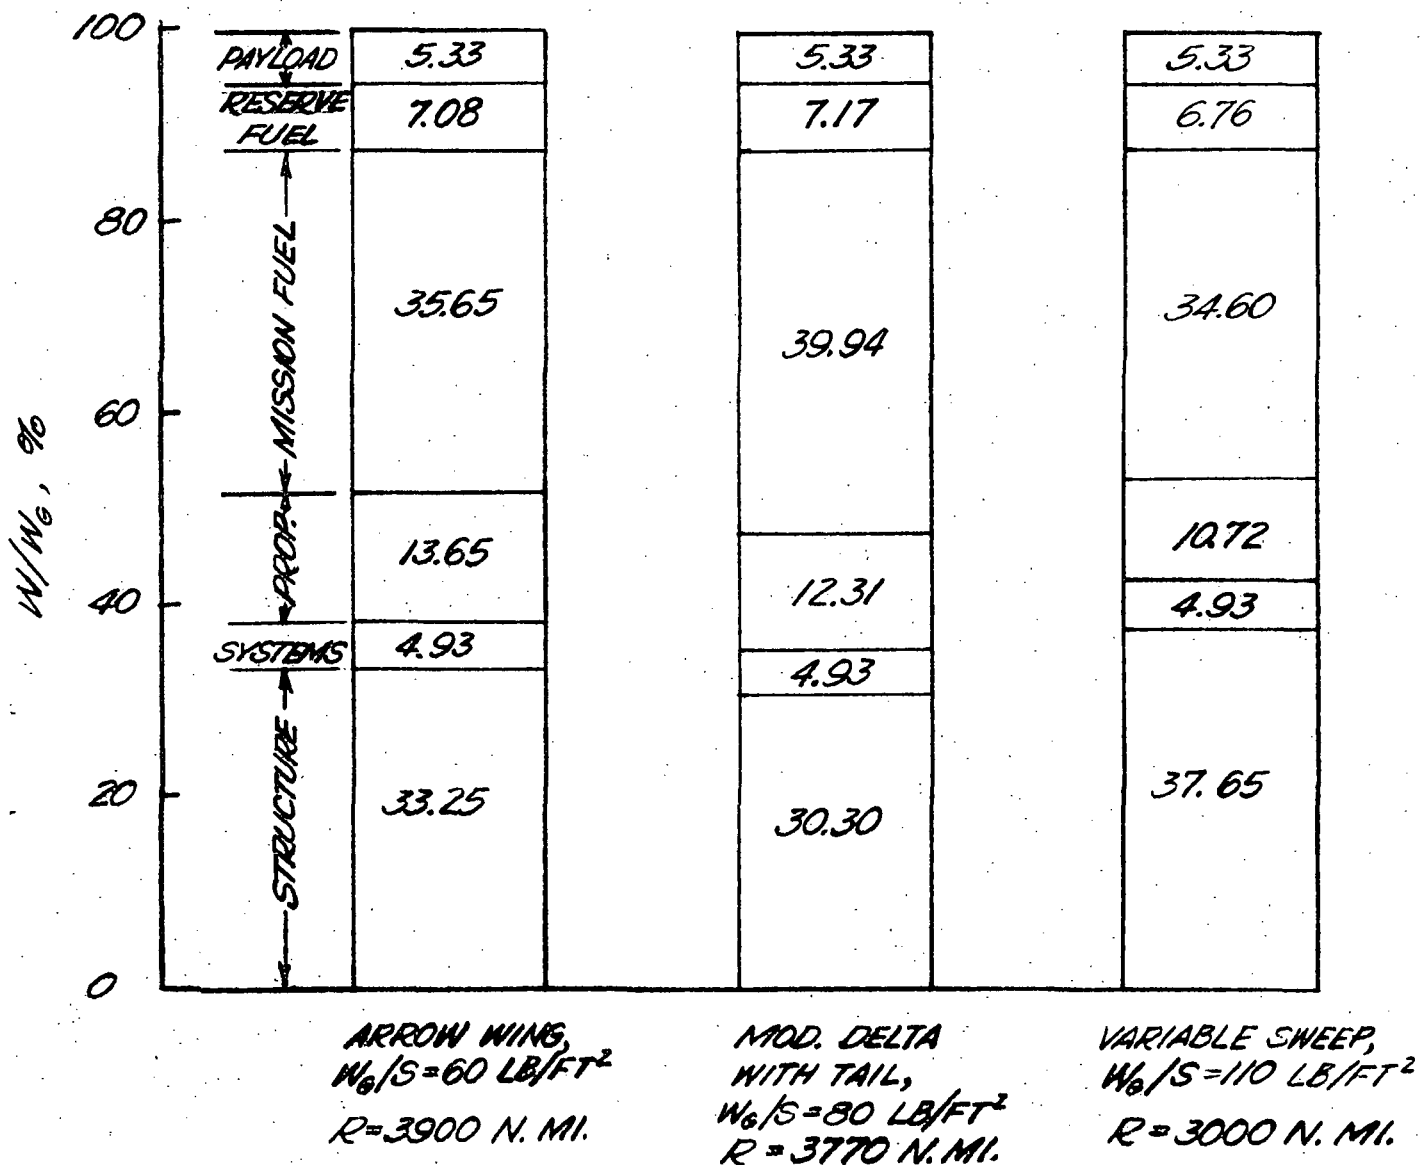 100
80
60
40
20
0
W/W_G, %
PAYLOAD
RESERVE
FUEL
MISSION FUEL
PROP.
SYSTEMS
STRUCTURE
5.33
7.08
35.65
13.65
4.93
33.25
5.33
7.17
39.94
12.31
4.93
30.30
5.33
6.76
34.60
10.72
4.93
37.65
ARROW WING,
W_G/S=60 LB/FT²
R=3900 N. MI.
MOD. DELTA
WITH TAIL,
W_G/S=80 LB/FT²
R=3770 N. MI.
VARIABLE SWEEP,
W_G/S=110 LB/FT²
R=3000 N. MI.